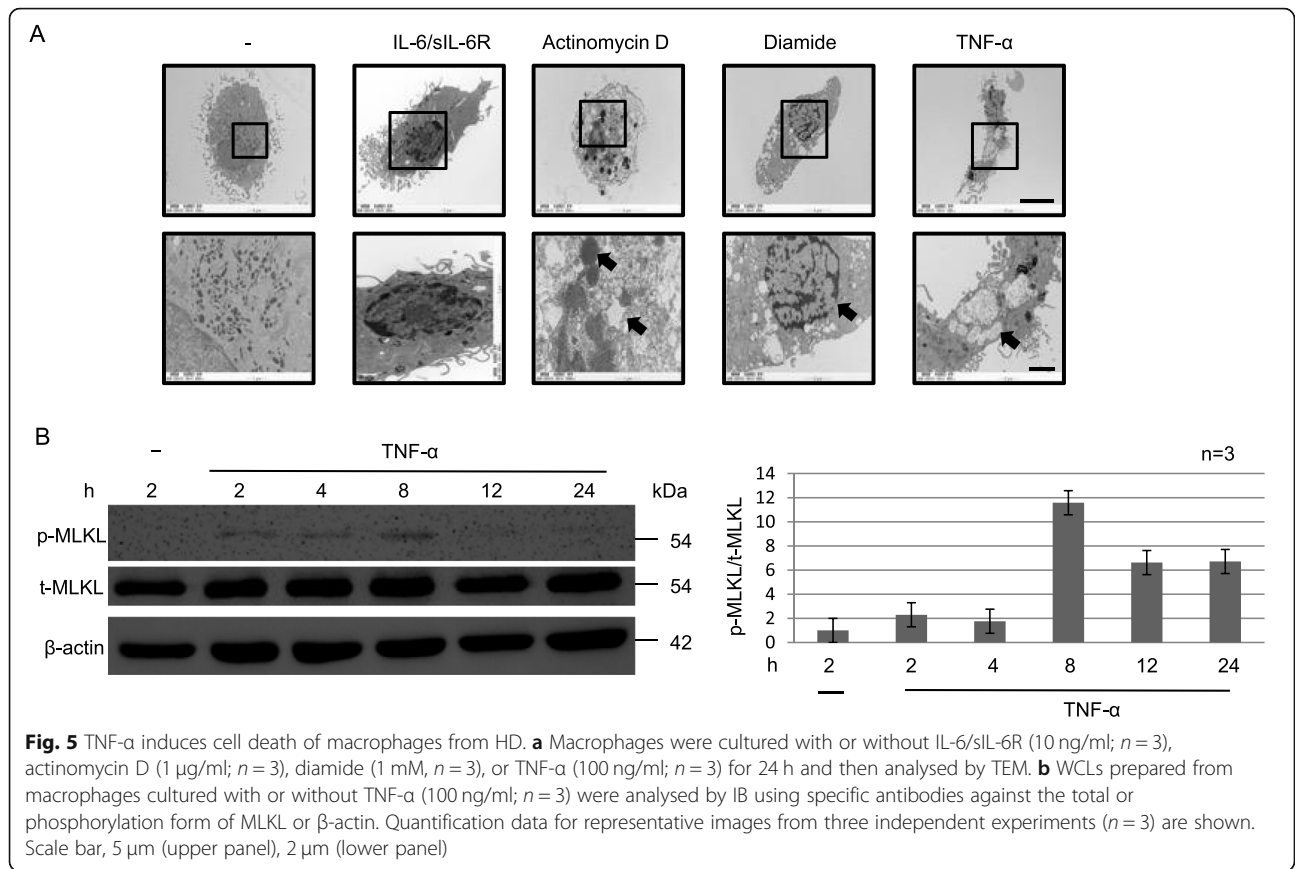 A
- IL-6/sIL-6R Actinomycin D Diamide TNF-α
B
– TNF-α
h 2 2 4 8 12 24 kDa
p-MLKL 54
t-MLKL 54
β-actin 42
n=3
p-MLKL/t-MLKL
14
12
10
8
6
4
2
0
h 2 2 4 8 12 24
— TNF-α
Fig. 5 TNF-α induces cell death of macrophages from HD. a Macrophages were cultured with or without IL-6/sIL-6R (10 ng/ml; n = 3),
actinomycin D (1 μg/ml; n = 3), diamide (1 mM, n = 3), or TNF-α (100 ng/ml; n = 3) for 24 h and then analysed by TEM. b WCLs prepared from
macrophages cultured with or without TNF-α (100 ng/ml; n = 3) were analysed by IB using specific antibodies against the total or
phosphorylation form of MLKL or β-actin. Quantification data for representative images from three independent experiments (n = 3) are shown.
Scale bar, 5 μm (upper panel), 2 μm (lower panel)